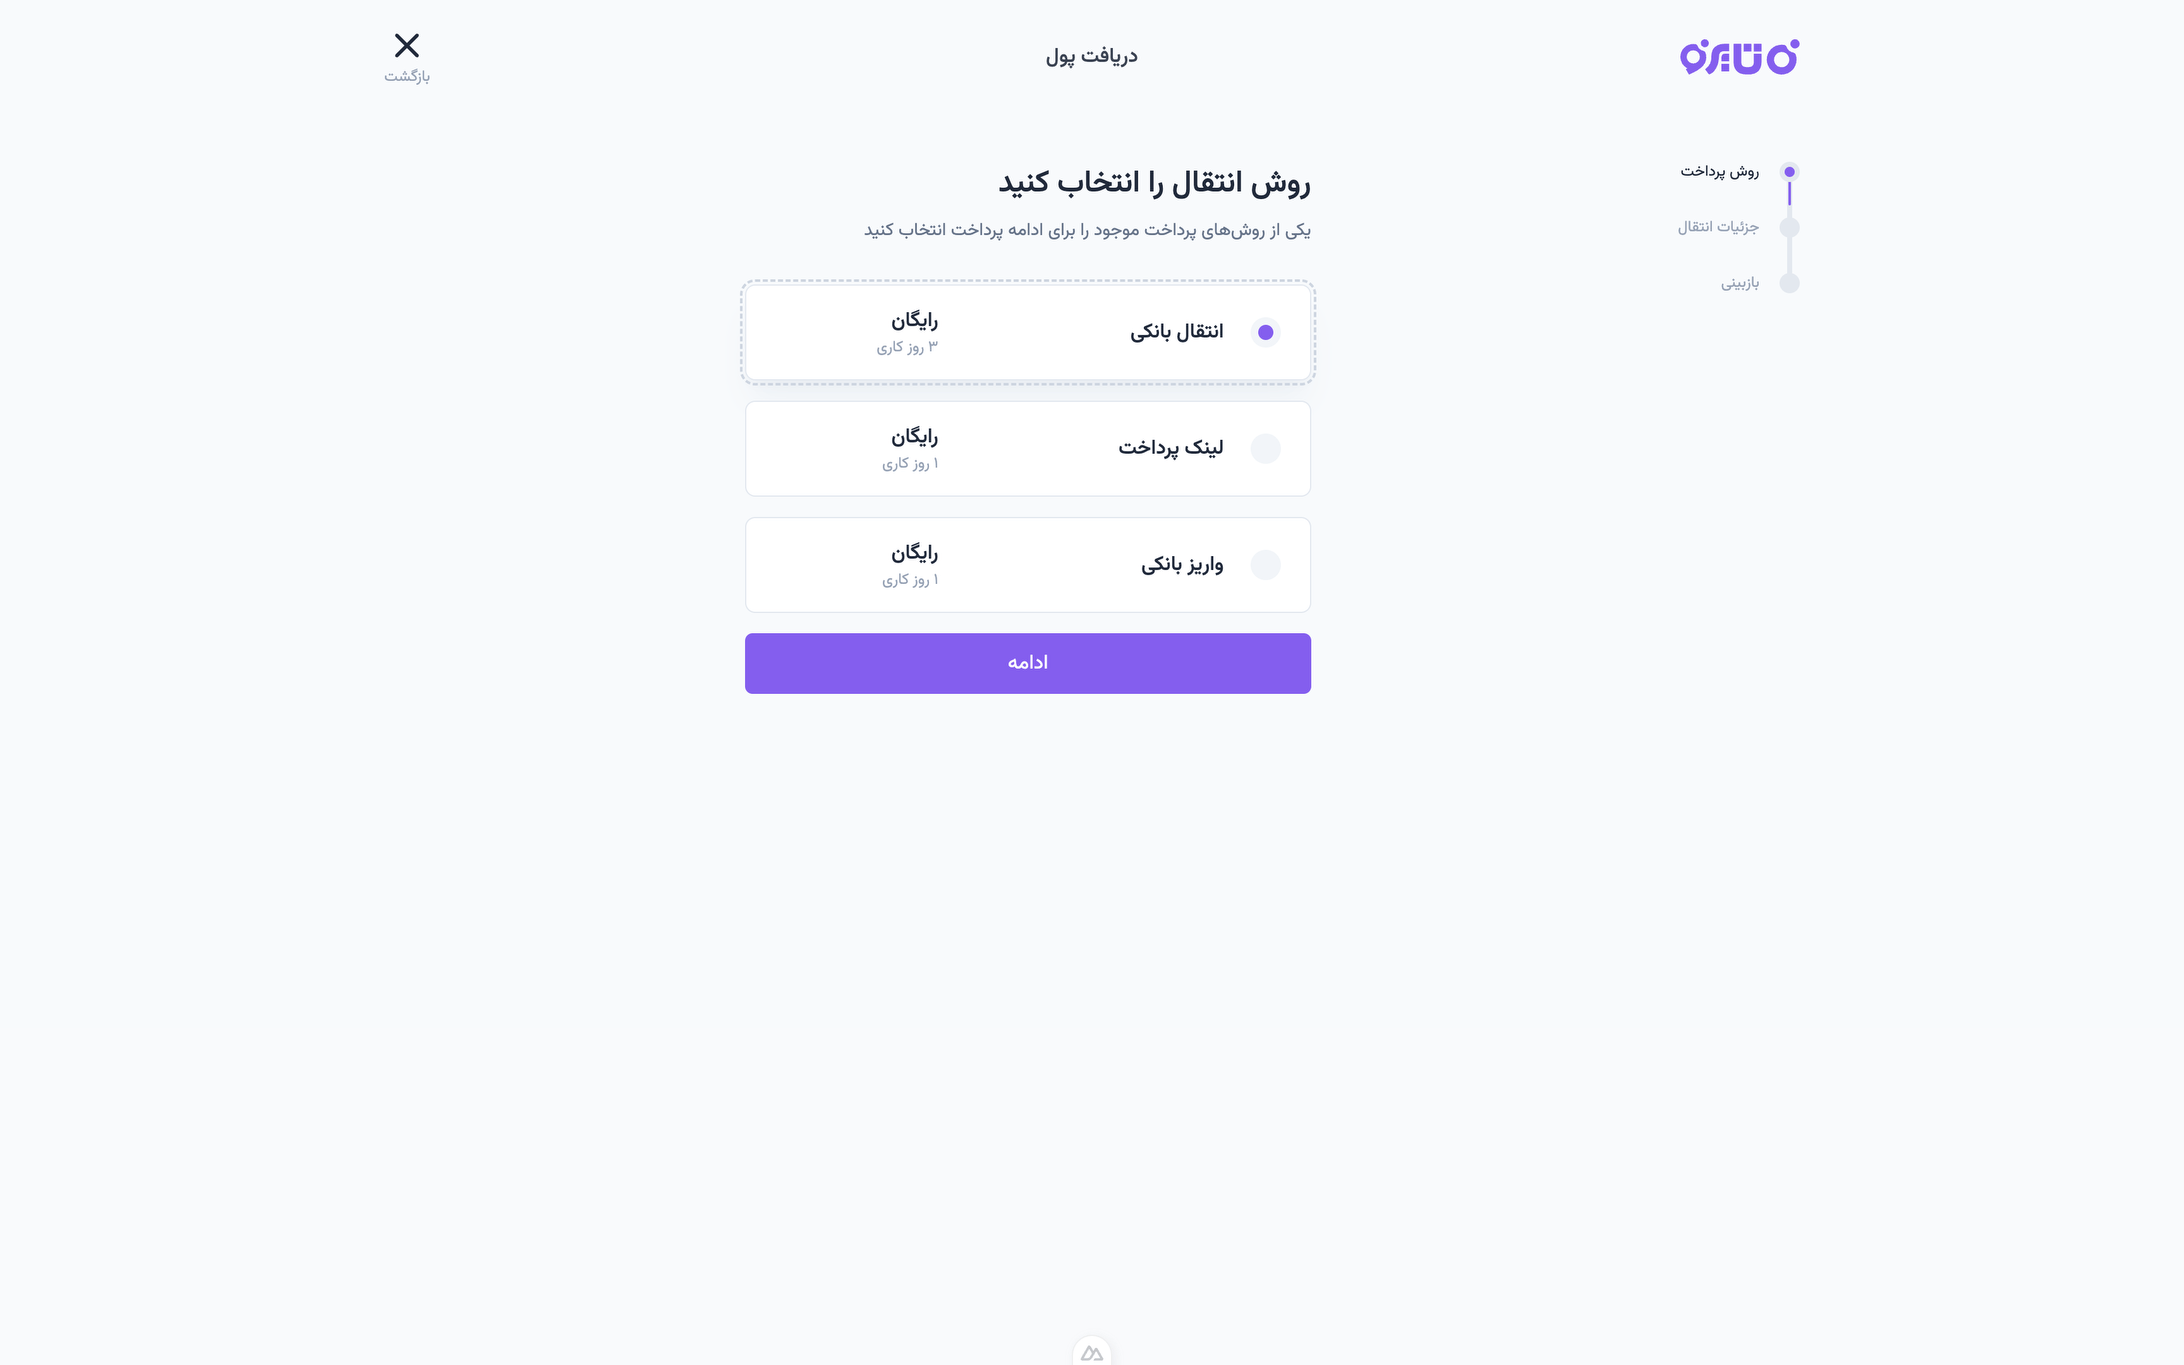 دریافت پول
بازگشت
روش پرداخت
جزئیات انتقال
بازبینی
روش انتقال را انتخاب کنید
یکی از روش‌های پرداخت موجود را برای ادامه پرداخت انتخاب کنید
انتقال بانکی
رایگان
۳ روز کاری
لینک پرداخت
رایگان
۱ روز کاری
واریز بانکی
رایگان
۱ روز کاری
ادامه